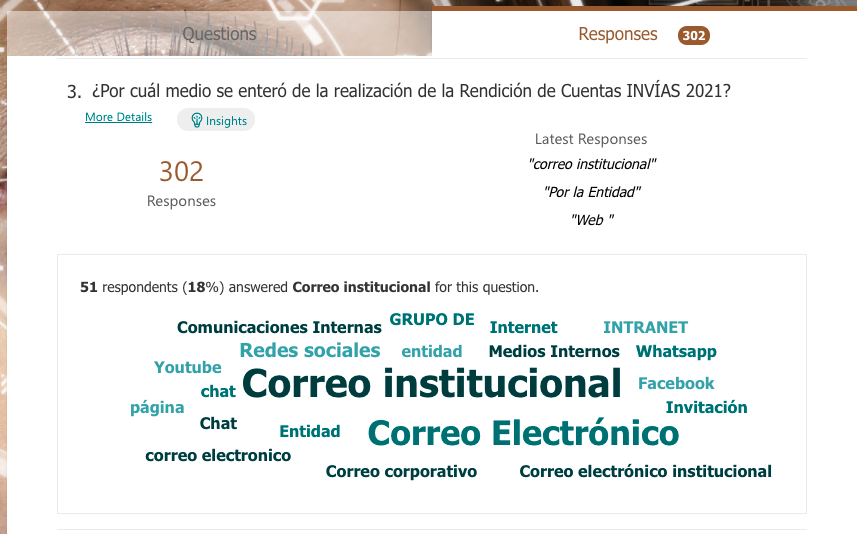 Questions
Responses 302
3. ¿Por cuál medio se enteró de la realización de la Rendición de Cuentas INVÍAS 2021?
More Details
Insights
302
Responses
Latest Responses
"correo institucional"
"Por la Entidad"
"Web "
51 respondents (18%) answered Correo institucional for this question.
Comunicaciones Internas GRUPO DE Internet INTRANET
Redes sociales entidad Medios Internos Whatsapp
Youtube
chat Correo institucional Facebook
página Invitación
Chat
Entidad Correo Electrónico
correo electronico
Correo corporativo Correo electrónico institucional